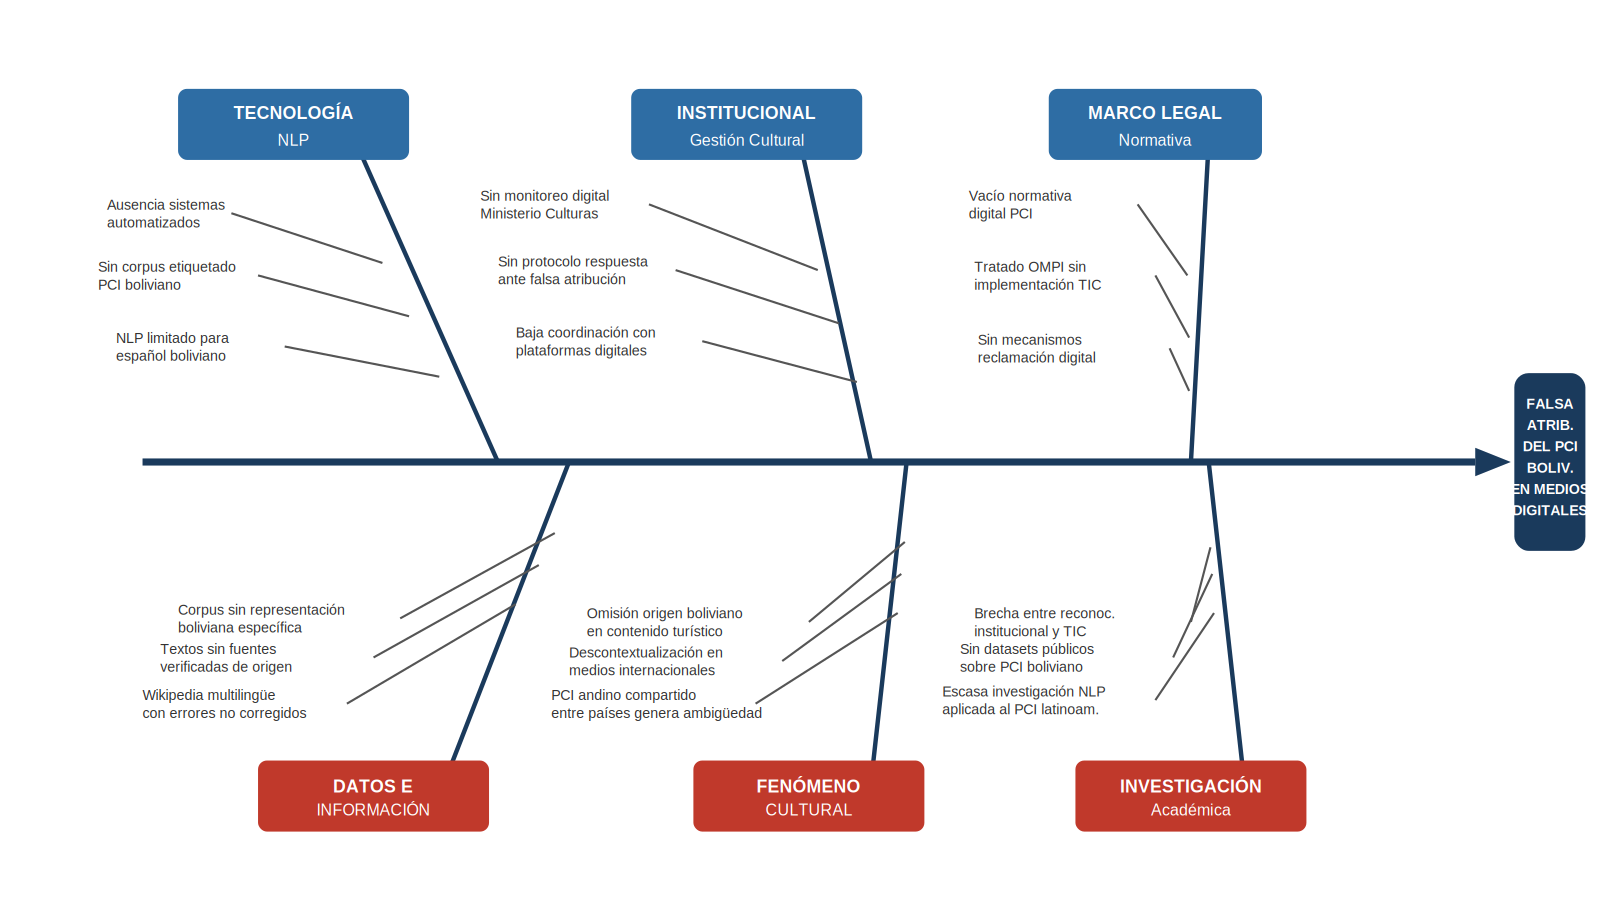 TECNOLOGÍA
NLP
INSTITUCIONAL
Gestión Cultural
MARCO LEGAL
Normativa
Ausencia sistemas
automatizados
Sin corpus etiquetado
PCI boliviano
NLP limitado para
español boliviano
Sin monitoreo digital
Ministerio Culturas
Sin protocolo respuesta
ante falsa atribución
Baja coordinación con
plataformas digitales
Vacío normativa
digital PCI
Tratado OMPI sin
implementación TIC
Sin mecanismos
reclamación digital
FALSA
ATRIB.
DEL PCI
BOLIV.
EN MEDIOS
DIGITALES
Corpus sin representación
boliviana específica
Textos sin fuentes
verificadas de origen
Wikipedia multilingüe
con errores no corregidos
Omisión origen boliviano
en contenido turístico
Descontextualización en
medios internacionales
PCI andino compartido
entre países genera ambigüedad
Brecha entre reconoc.
institucional y TIC
Sin datasets públicos
sobre PCI boliviano
Escasa investigación NLP
aplicada al PCI latinoam.
DATOS E
INFORMACIÓN
FENÓMENO
CULTURAL
INVESTIGACIÓN
Académica